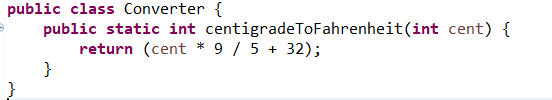 public class Converter {
    public static int centigradeToFahrenheit(int cent) {
        return (cent * 9 / 5 + 32);
    }
}